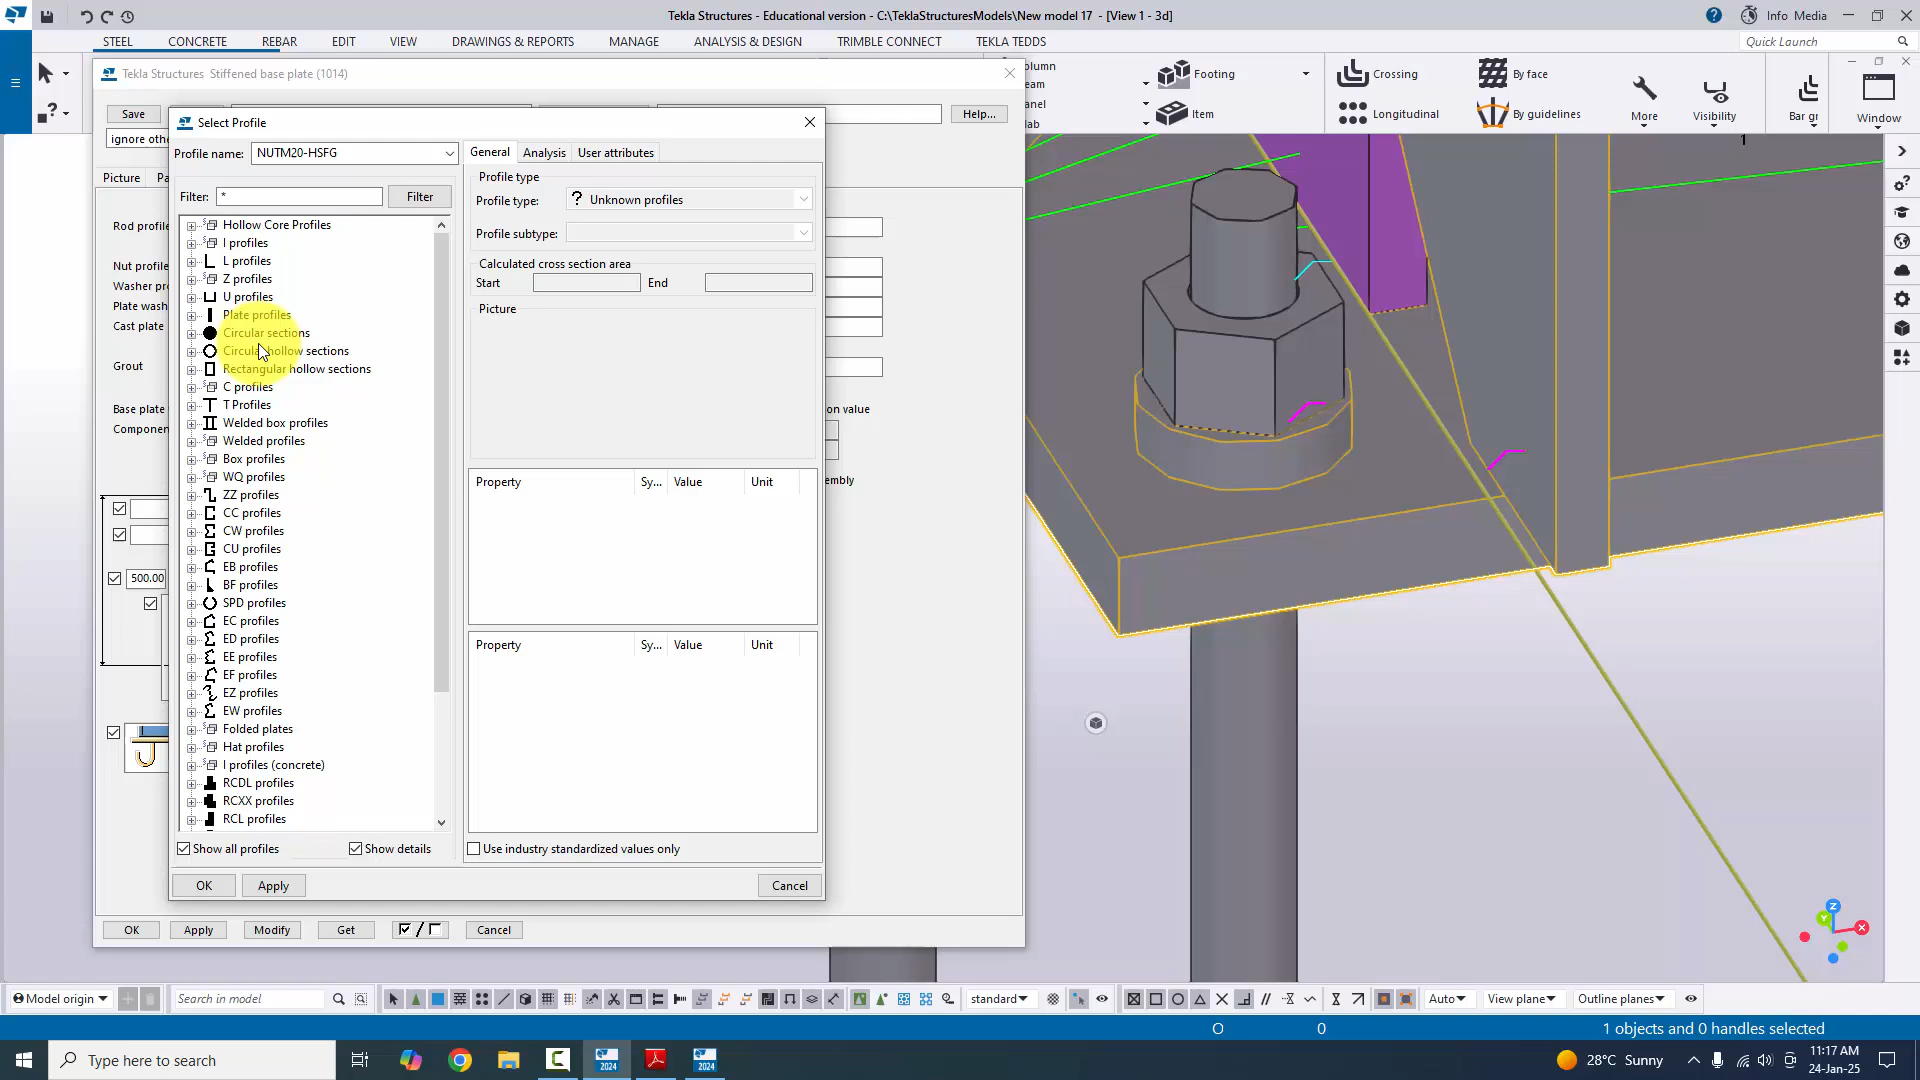 Tekla Structures - Educational version - C:\TeklaStructuresModels\New model 17 - [View 1 - 3d]
Info Media
STEEL
CONCRETE
REBAR
EDIT
VIEW
DRAWINGS & REPORTS
MANAGE
ANALYSIS & DESIGN
TRIMBLE CONNECT
TEKLA TEDDS
Quick Launch
Tekla Structures Stiffened base plate (1014)
olumn
eam
anel
lab
Footing
Item
Crossing
Longitudinal
By face
By guidelines
More
Visibility
Bar gr
Window
Save
Help...
ignore othe
Picture
Pa
Select Profile
Profile name:
NUTM20-HSFG
General
Analysis
User attributes
Filter:
*
Filter
Profile type
Profile type:
? Unknown profiles
Profile subtype:
Calculated cross section area
Start
End
Picture
Property
Sy...
Value
Unit
Property
Sy...
Value
Unit
Hollow Core Profiles
I profiles
L profiles
Z profiles
U profiles
Plate profiles
Circular sections
Circular hollow sections
Rectangular hollow sections
C profiles
T Profiles
Welded box profiles
Welded profiles
Box profiles
WQ profiles
ZZ profiles
CC profiles
CW profiles
CU profiles
EB profiles
BF profiles
SPD profiles
EC profiles
ED profiles
EE profiles
EF profiles
EZ profiles
EW profiles
Folded plates
Hat profiles
I profiles (concrete)
RCDL profiles
RCXX profiles
RCL profiles
Show all profiles
Show details
Use industry standardized values only
OK
Apply
Cancel
Rod profile
Nut profile
Washer pro
Plate wash
Cast plate
Grout
Base plate
Componen
500.00
on value
embly
OK
Apply
Modify
Get
/
Cancel
1
Z
Y
X
Model origin
Search in model
standard
Auto
View plane
Outline planes
O
0
1 objects and 0 handles selected
Type here to search
2024
2024
28°C Sunny
11:17 AM
24-Jan-25